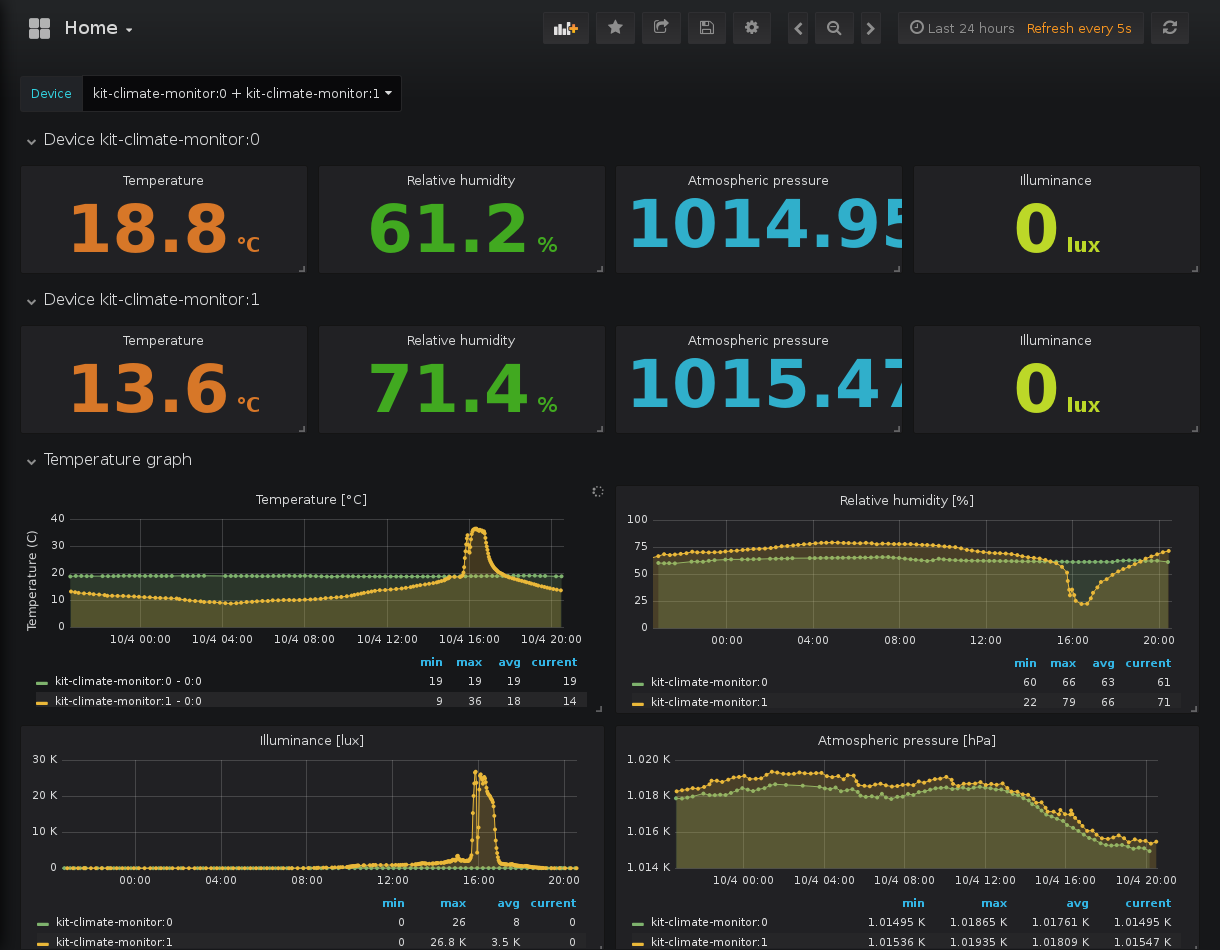 Home
Last 24 hours Refresh every 5s
Device kit-climate-monitor:0 + kit-climate-monitor:1
Device kit-climate-monitor:0
Temperature Relative humidity Atmospheric pressure Illuminance
18.8 °C 61.2 % 1014.95 0 lux
Device kit-climate-monitor:1
Temperature Relative humidity Atmospheric pressure Illuminance
13.6 °C 71.4 % 1015.47 0 lux
Temperature graph
Temperature [°C]
Temperature (C)
40
30
20
10
0
10/4 00:00 10/4 04:00 10/4 08:00 10/4 12:00 10/4 16:00 10/4 20:00
min max avg current
kit-climate-monitor:0 - 0:0 19 19 19 19
kit-climate-monitor:1 - 0:0 9 36 18 14
Relative humidity [%]
100
75
50
25
0
00:00 04:00 08:00 12:00 16:00 20:00
min max avg current
kit-climate-monitor:0 60 66 63 61
kit-climate-monitor:1 22 79 66 71
Illuminance [lux]
30 K
20 K
10 K
0
00:00 04:00 08:00 12:00 16:00 20:00
min max avg current
kit-climate-monitor:0 0 26 8 0
kit-climate-monitor:1 0 26.8 K 3.5 K 0
Atmospheric pressure [hPa]
1.020 K
1.018 K
1.016 K
1.014 K
10/4 00:00 10/4 04:00 10/4 08:00 10/4 12:00 10/4 16:00 10/4 20:00
min max avg current
kit-climate-monitor:0 1.01495 K 1.01865 K 1.01761 K 1.01495 K
kit-climate-monitor:1 1.01536 K 1.01935 K 1.01809 K 1.01547 K